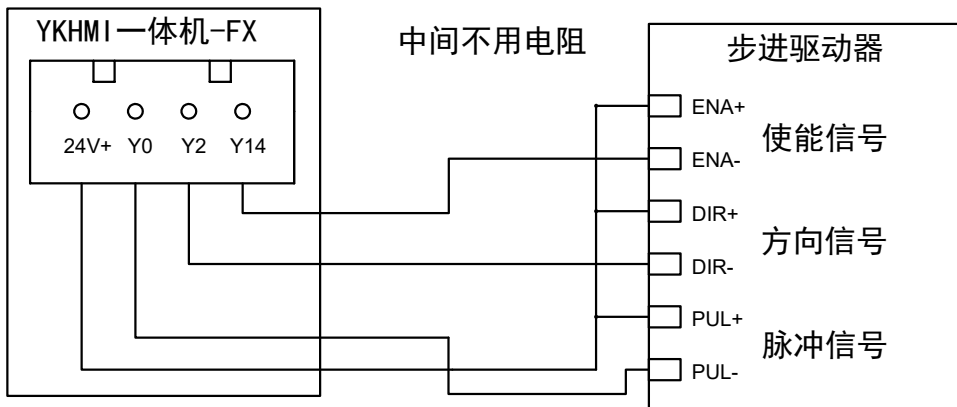 YKHMI一体机-FX
中间不用电阻
步进驱动器
24V+ Y0 Y2 Y14
ENA+
使能信号
ENA-
DIR+
方向信号
DIR-
PUL+
脉冲信号
PUL-